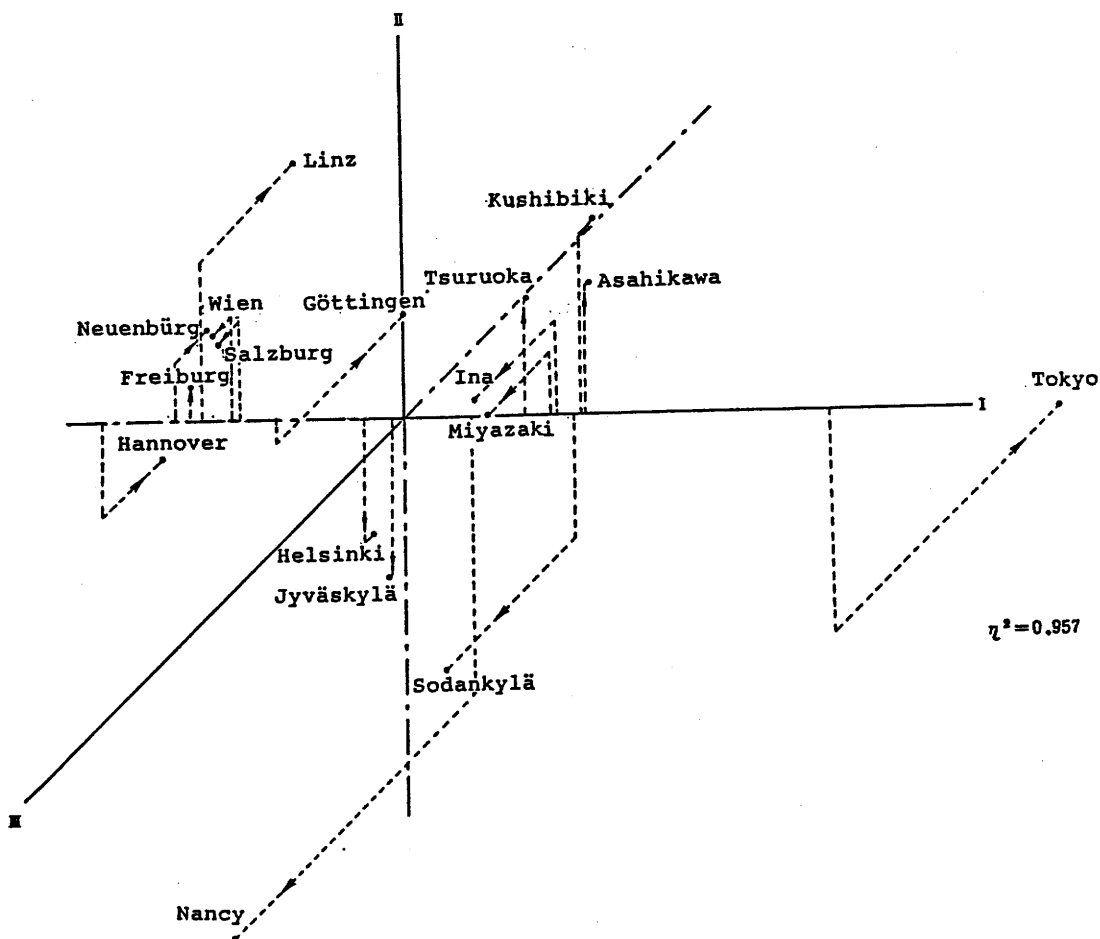 II
Linz
Kushibiki
Tsuruoka
Asahikawa
Wien
Göttingen
Neuenbürg
Salzburg
Freiburg
Ina
Tokyo
I
Miyazaki
Hannover
Helsinki
Jyväskylä
η²=0.957
Sodankylä
III
Nancy